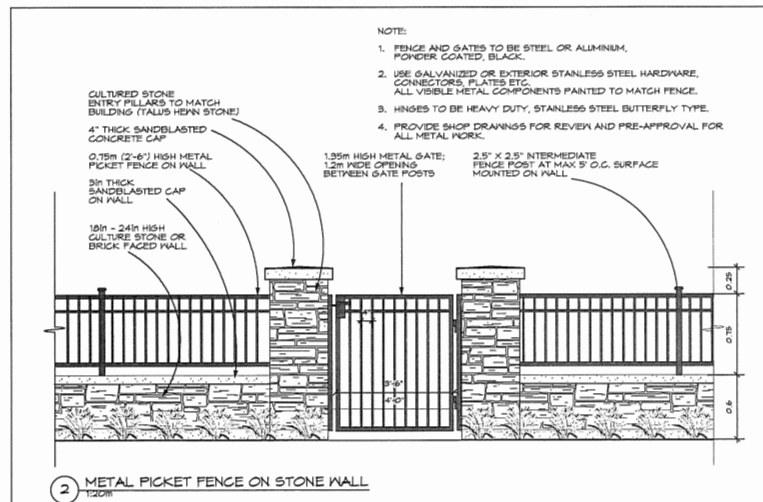 NOTE:
1. FENCE AND GATES TO BE STEEL OR ALUMINIUM,
POWDER COATED, BLACK.
2. USE GALVANIZED OR EXTERIOR STAINLESS STEEL HARDWARE,
CONNECTORS, PLATES ETC.
ALL VISIBLE METAL COMPONENTS PAINTED TO MATCH FENCE.
3. HINGES TO BE HEAVY DUTY, STAINLESS STEEL BUTTERFLY TYPE.
4. PROVIDE SHOP DRAWINGS FOR REVIEW AND PRE-APPROVAL FOR
ALL METAL WORK.
CULTURED STONE
ENTRY PILLARS TO MATCH
BUILDING (TALUS HEWN STONE)
4" THICK SANDBLASTED
CONCRETE CAP
0.75m (2'-6") HIGH METAL
PICKET FENCE ON WALL
3in THICK
SANDBLASTED CAP
ON WALL
18in - 24in HIGH
CULTURE STONE OR
BRICK FACED WALL
1.35m HIGH METAL GATE;
1.2m WIDE OPENING
BETWEEN GATE POSTS
2.5" X 2.5" INTERMEDIATE
FENCE POST AT MAX 5' O.C. SURFACE
MOUNTED ON WALL
0.25
0.75
0.6
4"
3'-6"
4'-0"
2 METAL PICKET FENCE ON STONE WALL
1:20m